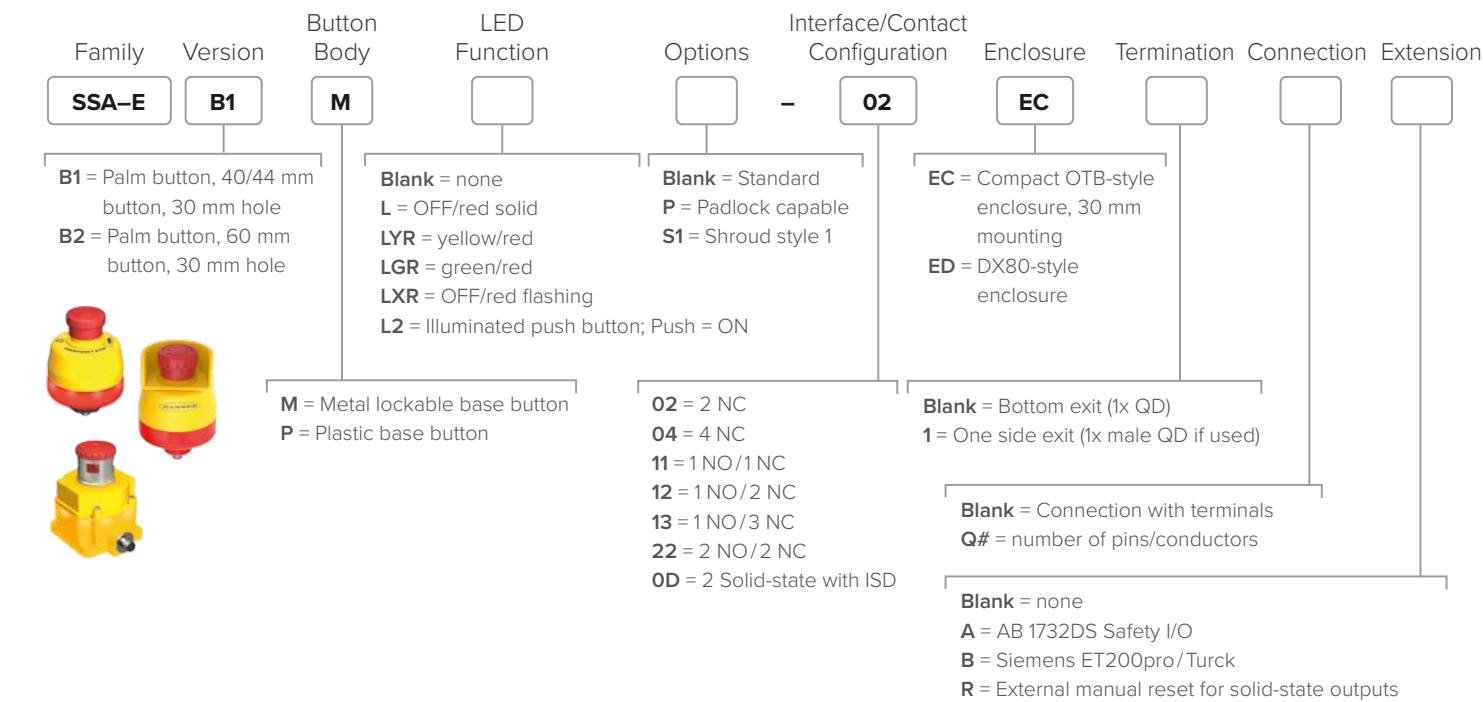 Family
Version
Button
Body
LED
Function
Options
Interface/Contact
Configuration
Enclosure
Termination
Connection
Extension
SSA–E
B1
M
–
02
EC
B1 = Palm button, 40/44 mm
button, 30 mm hole
B2 = Palm button, 60 mm
button, 30 mm hole
Blank = none
L = OFF/red solid
LYR = yellow/red
LGR = green/red
LXR = OFF/red flashing
L2 = Illuminated push button; Push = ON
Blank = Standard
P = Padlock capable
S1 = Shroud style 1
EC = Compact OTB-style
enclosure, 30 mm
mounting
ED = DX80-style
enclosure
M = Metal lockable base button
P = Plastic base button
02 = 2 NC
04 = 4 NC
11 = 1 NO/1 NC
12 = 1 NO/2 NC
13 = 1 NO/3 NC
22 = 2 NO/2 NC
0D = 2 Solid-state with ISD
Blank = Bottom exit (1x QD)
1 = One side exit (1x male QD if used)
Blank = Connection with terminals
Q# = number of pins/conductors
Blank = none
A = AB 1732DS Safety I/O
B = Siemens ET200pro/Turck
R = External manual reset for solid-state outputs